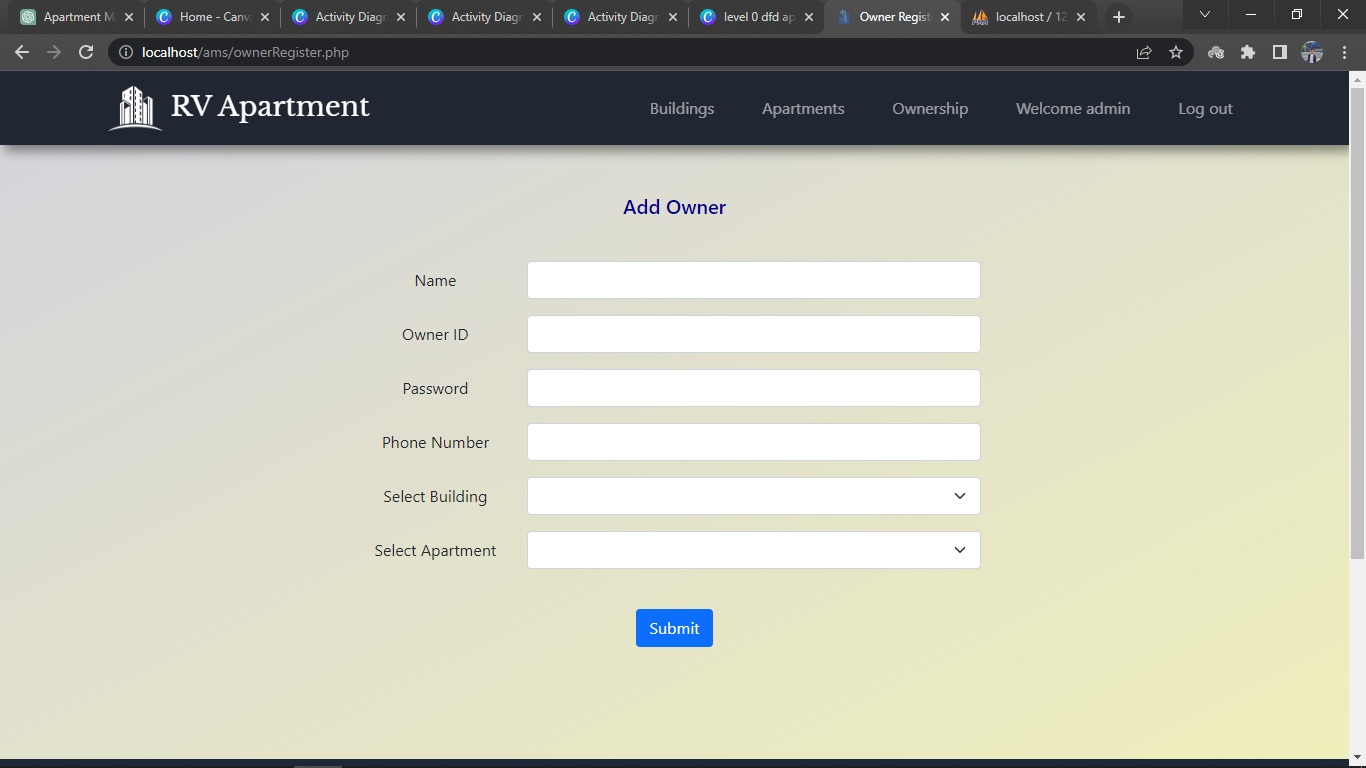 Apartment M
Home - Canv
Activity Diagr
Activity Diagr
Activity Diagr
level 0 dfd ap
Owner Regist
localhost / 12
localhost/ams/ownerRegister.php
RV Apartment
Buildings
Apartments
Ownership
Welcome admin
Log out
Add Owner
Name
Owner ID
Password
Phone Number
Select Building
Select Apartment
Submit